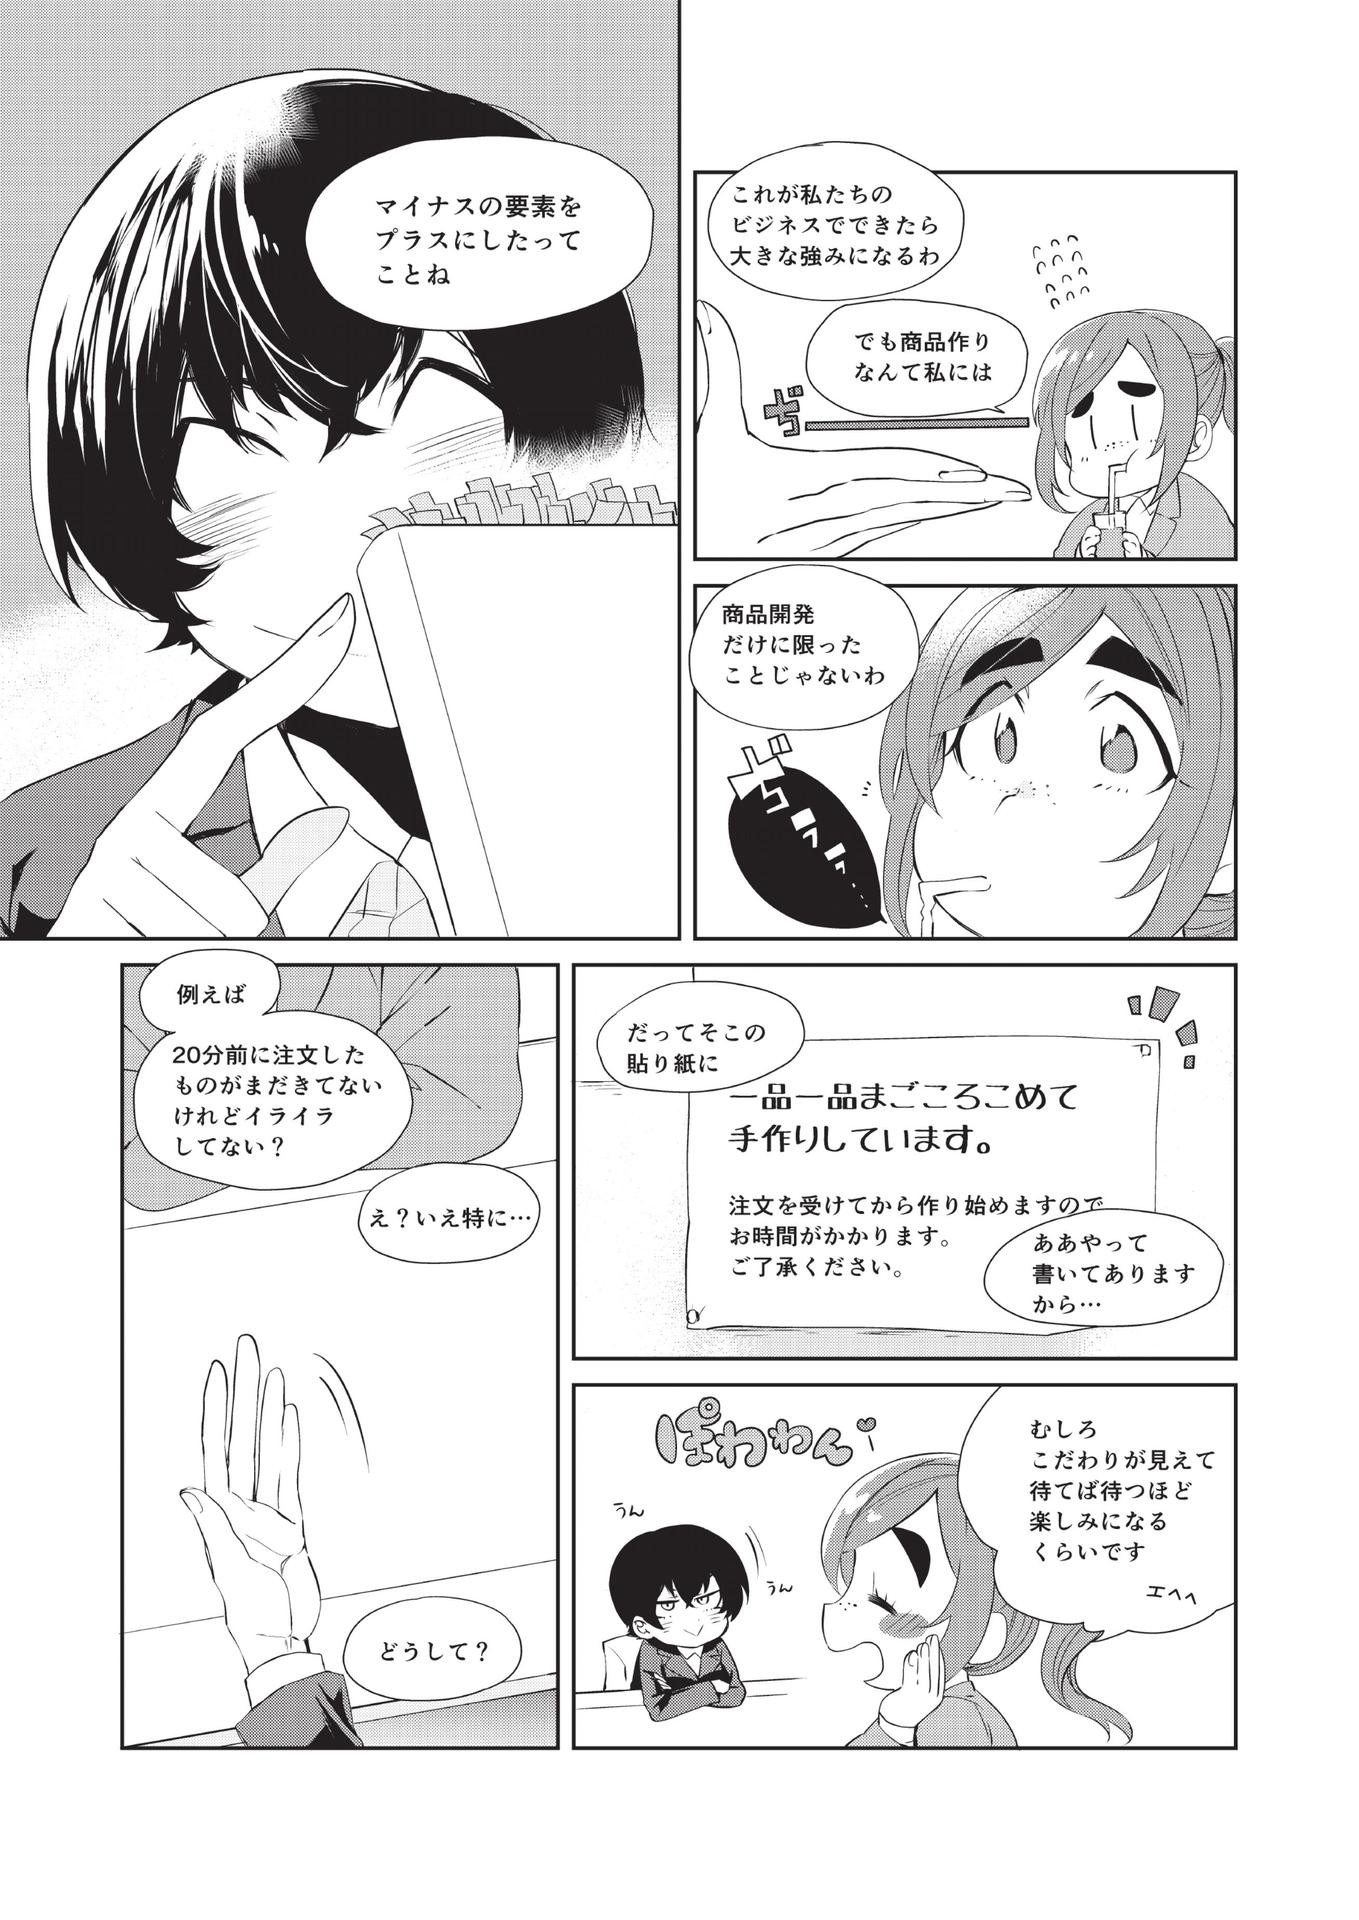 マイナスの要素を
プラスにしたって
ことね
これが私たちの
ビジネスでできたら
大きな強みになるわ
でも商品作り
なんて私には
ぢー
商品開発
だけに限った
ことじゃないわ
例えば
20分前に注文した
ものがまだきてない
けれどイライラ
してない？
え？いえ特に…
どうして？
だってそこの
貼り紙に
一品一品まごころこめて
手作りしています。
注文を受けてから作り始めますので
お時間がかかります。
ご了承ください。
ああやって
書いてあります
から…
ぽわわん
むしろ
こだわりが見えて
待てば待つほど
楽しみになる
くらいです
エへへ
うん
うん